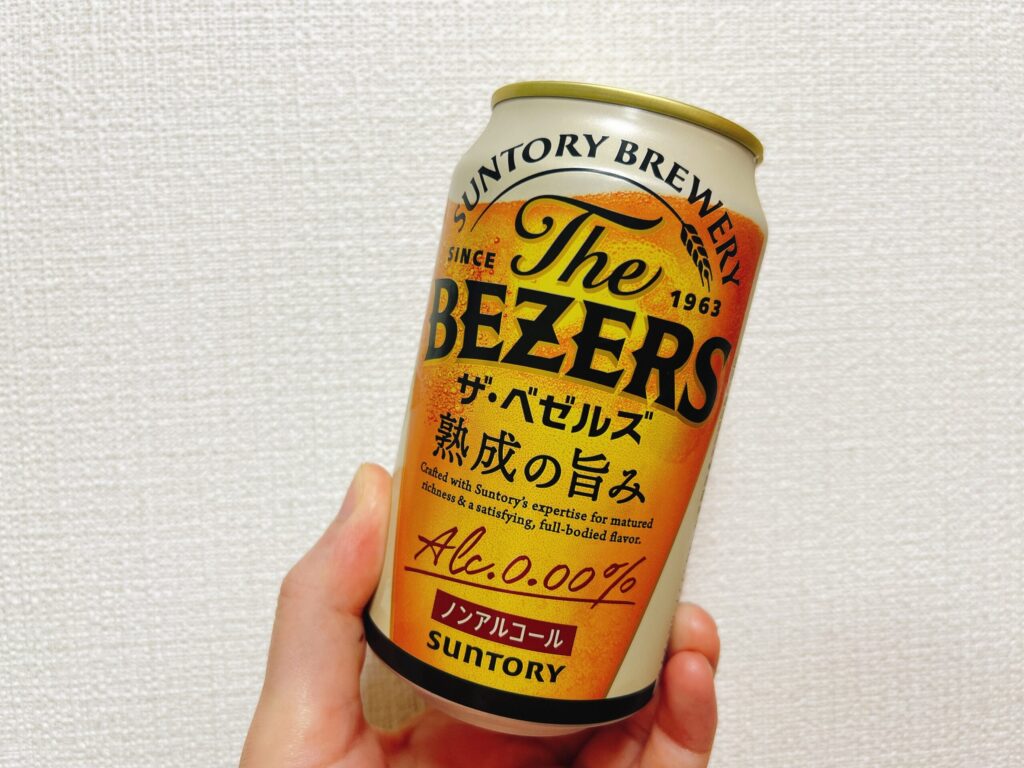 SUNTORY BREWERY
The
SINCE 1963
BEZERS
ザ・ベゼルズ
熟成の旨み
Crafted with Suntory's expertise for matured
richness & a satisfying, full-bodied flavor.
Alc.0.00%
ノンアルコール
SUNTORY